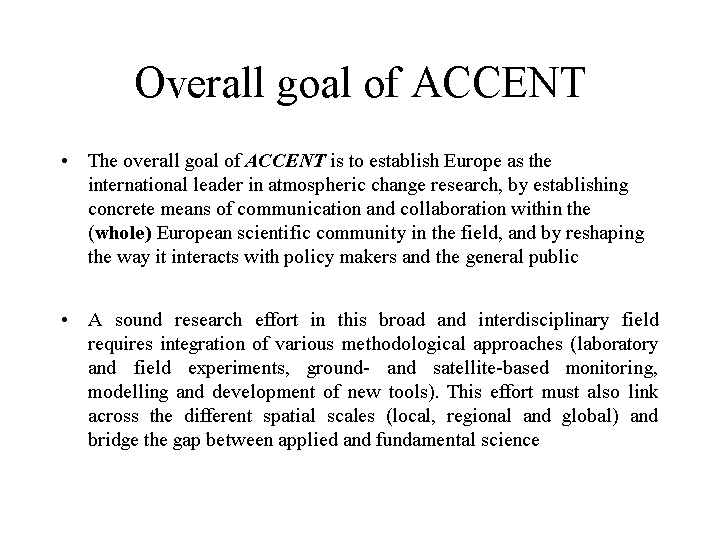 Overall goal of ACCENT
• The overall goal of ACCENT is to establish Europe as the
international leader in atmospheric change research, by establishing
concrete means of communication and collaboration within the
(whole) European scientific community in the field, and by reshaping
the way it interacts with policy makers and the general public
• A sound research effort in this broad and interdisciplinary field
requires integration of various methodological approaches (laboratory
and field experiments, ground- and satellite-based monitoring,
modelling and development of new tools). This effort must also link
across the different spatial scales (local, regional and global) and
bridge the gap between applied and fundamental science